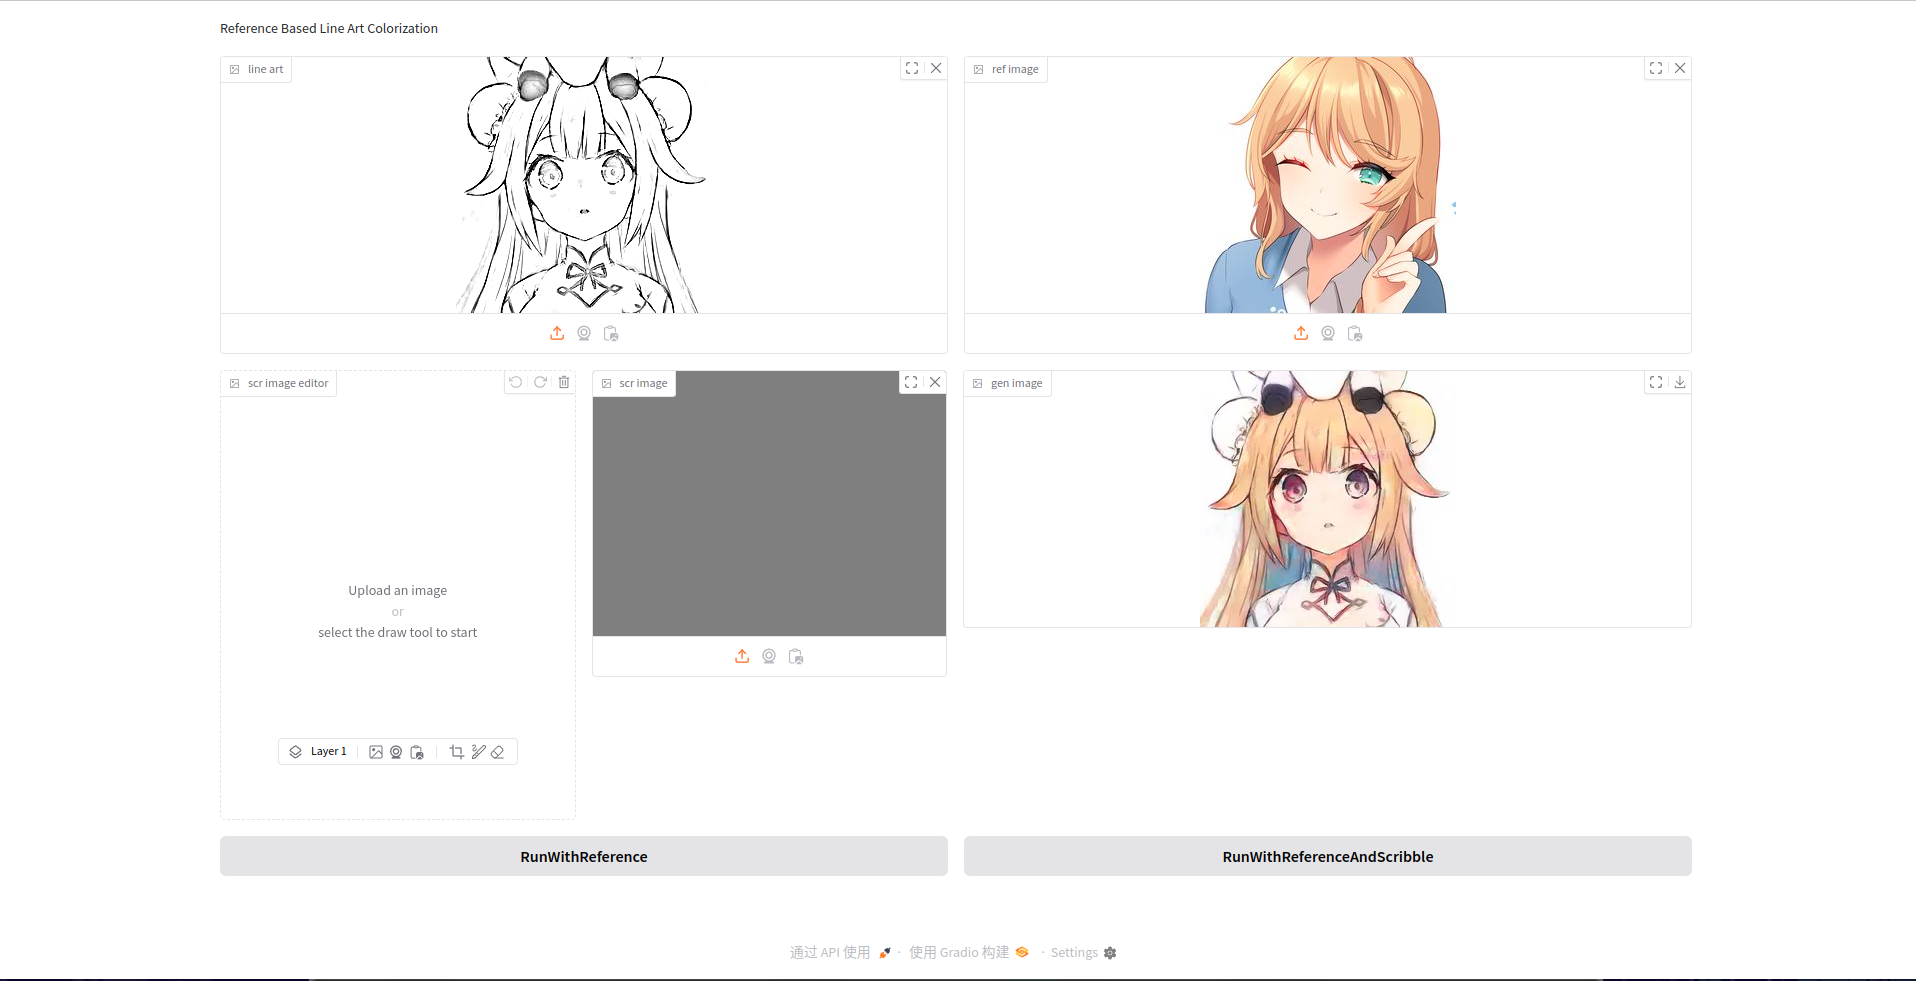 Reference Based Line Art Colorization
line art
ref image
scr image editor
scr image
gen image
Upload an image
or
select the draw tool to start
Layer 1
RunWithReference
RunWithReferenceAndScribble
通过 API 使用 · 使用 Gradio 构建 · Settings